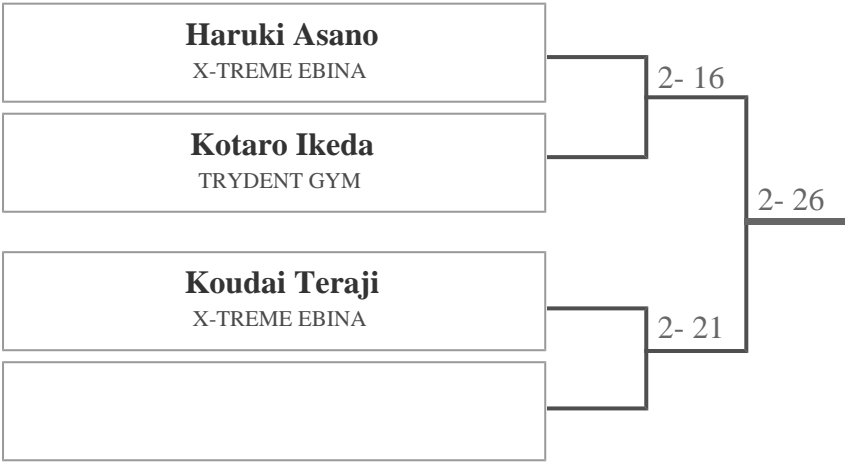 Haruki Asano
X-TREME EBINA
2- 16
Kotaro Ikeda
TRYDENT GYM
2- 26
Koudai Teraji
X-TREME EBINA
2- 21